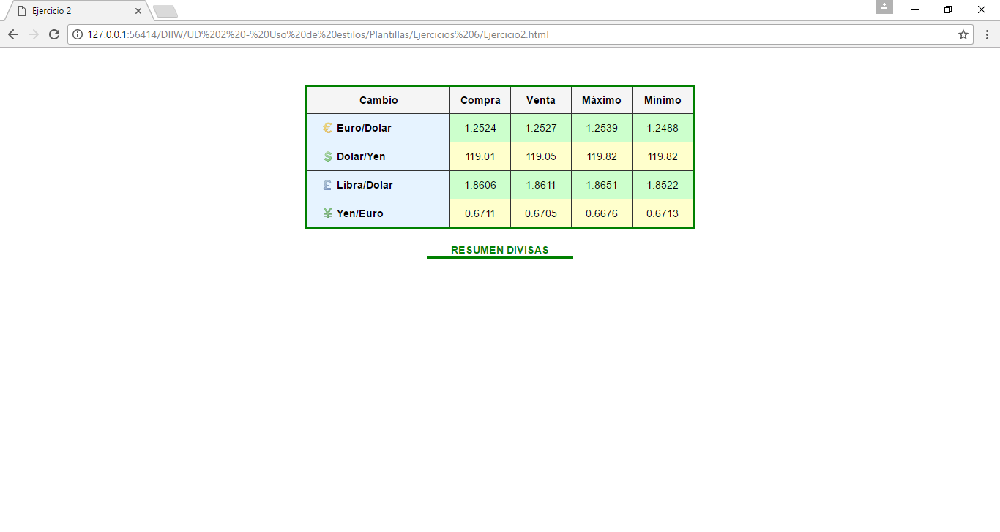 Ejercicio 2
127.0.0.1:56414/DIIW/UD%202%20-%20Uso%20de%20estilos/Plantillas/Ejercicios%206/Ejercicio2.html
Cambio Compra Venta Máximo Mínimo
€ Euro/Dolar 1.2524 1.2527 1.2539 1.2488
$ Dolar/Yen 119.01 119.05 119.82 119.82
£ Libra/Dolar 1.8606 1.8611 1.8651 1.8522
¥ Yen/Euro 0.6711 0.6705 0.6676 0.6713
RESUMEN DIVISAS